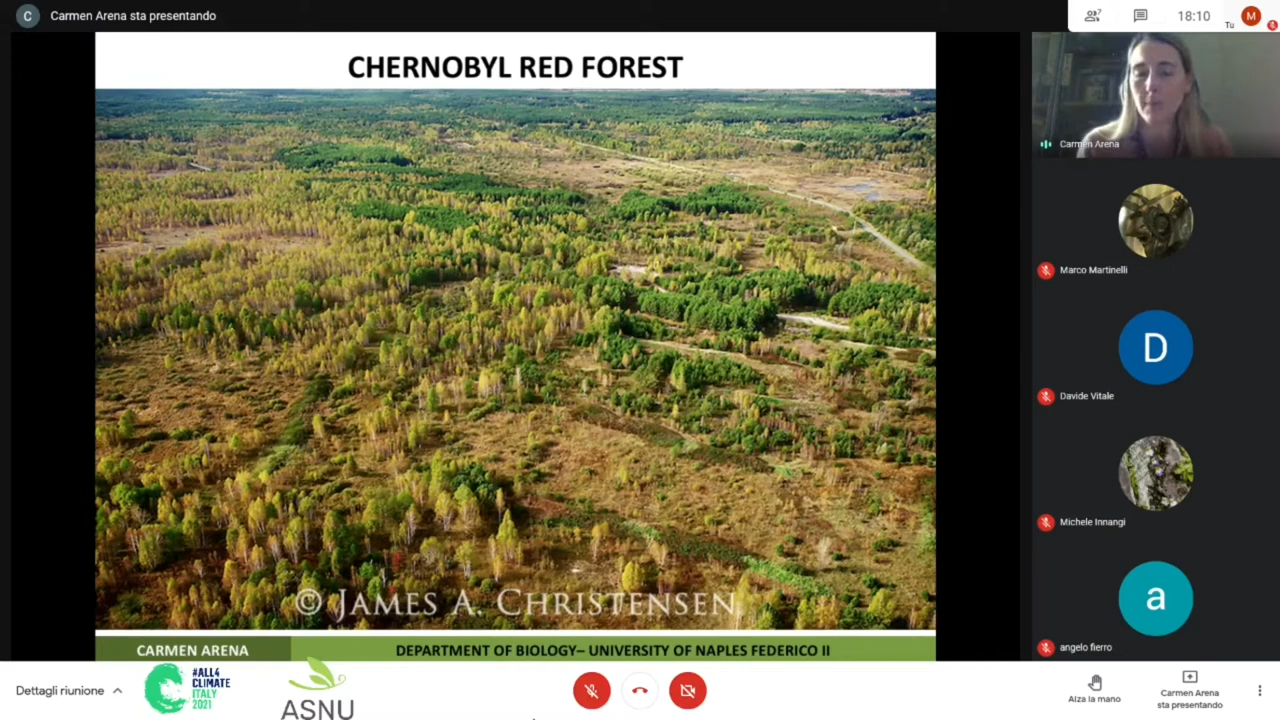 C
Carmen Arena sta presentando
7
18:10
Tu
M
CHERNOBYL RED FOREST
© JAMES A. CHRISTENSEN
CARMEN ARENA
DEPARTMENT OF BIOLOGY– UNIVERSITY OF NAPLES FEDERICO II
Carmen Arena
Marco Martinelli
D
Davide Vitale
Michele Innangi
a
angelo fierro
Dettagli riunione
#ALL4
CLIMATE
ITALY
2021
ASNU
Alza la mano
Carmen Arena
sta presentando